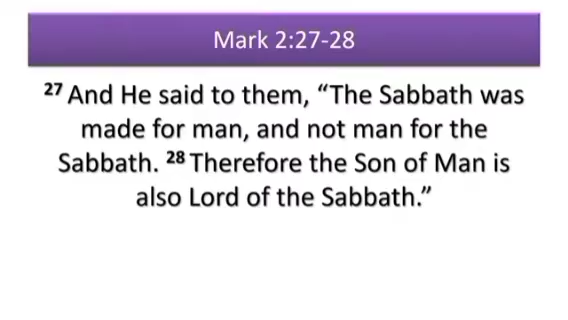 Mark 2:27-28
27 And He said to them, “The Sabbath was
made for man, and not man for the
Sabbath. 28 Therefore the Son of Man is
also Lord of the Sabbath.”